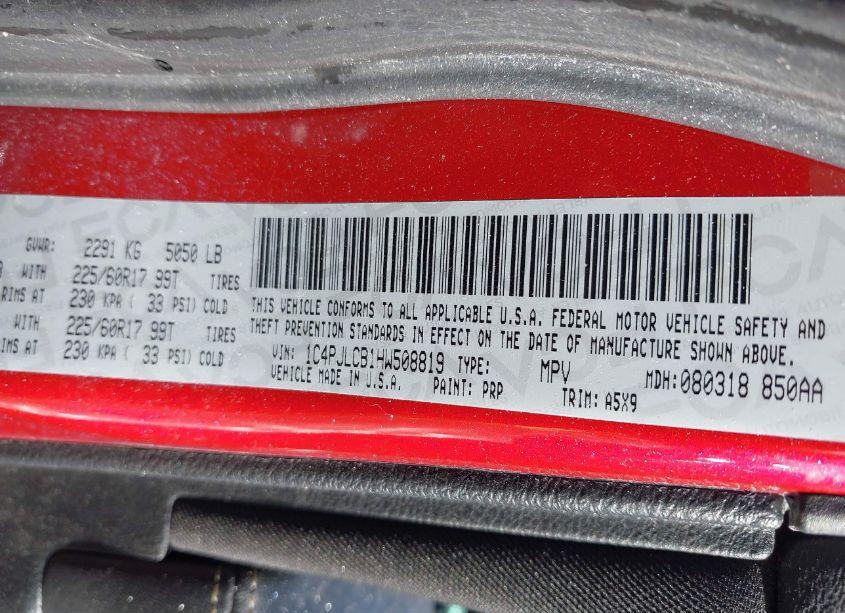 GVWR: 2291 KG 5050 LB
WITH 225/60R17 99T TIRES
RIMS AT 230 KPA ( 33 PSI) COLD
WITH 225/60R17 99T TIRES
RIMS AT 230 KPA ( 33 PSI) COLD
THIS VEHICLE CONFORMS TO ALL APPLICABLE U.S.A. FEDERAL MOTOR VEHICLE SAFETY AND
THEFT PREVENTION STANDARDS IN EFFECT ON THE DATE OF MANUFACTURE SHOWN ABOVE.
VIN: 1C4PJLCB1HW508819 TYPE: MPV MDH:080318 850AA
VEHICLE MADE IN U.S.A. PAINT: PRP TRIM: A5X9